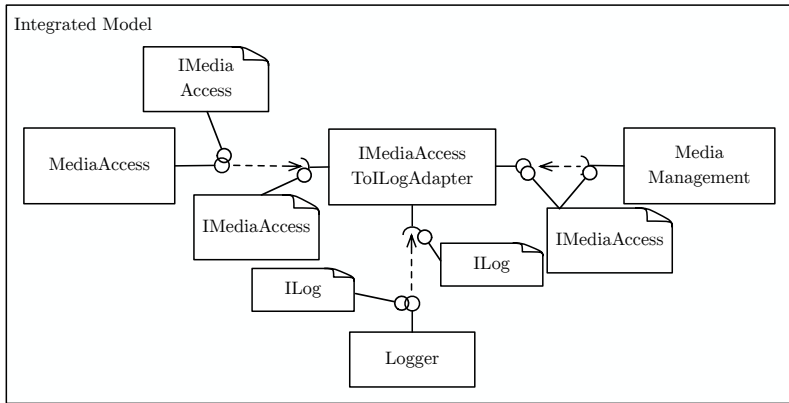 Integrated Model
IMedia
Access
MediaAccess
IMediaAccess
ToILogAdapter
Media
Management
IMediaAccess
IMediaAccess
ILog
ILog
Logger